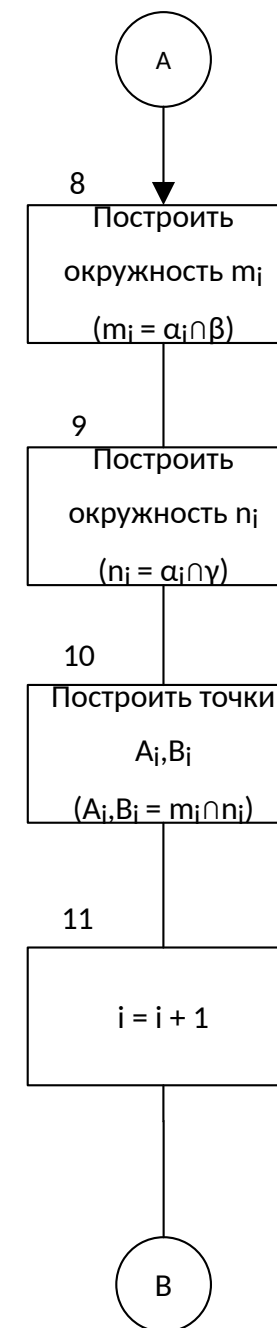 A
8
Построить
окружность mᵢ
(mᵢ = αᵢ∩β)
9
Построить
окружность nᵢ
(nᵢ = αᵢ∩γ)
10
Построить точки
Aᵢ,Bᵢ
(Aᵢ,Bᵢ = mᵢ∩nᵢ)
11
i = i + 1
B